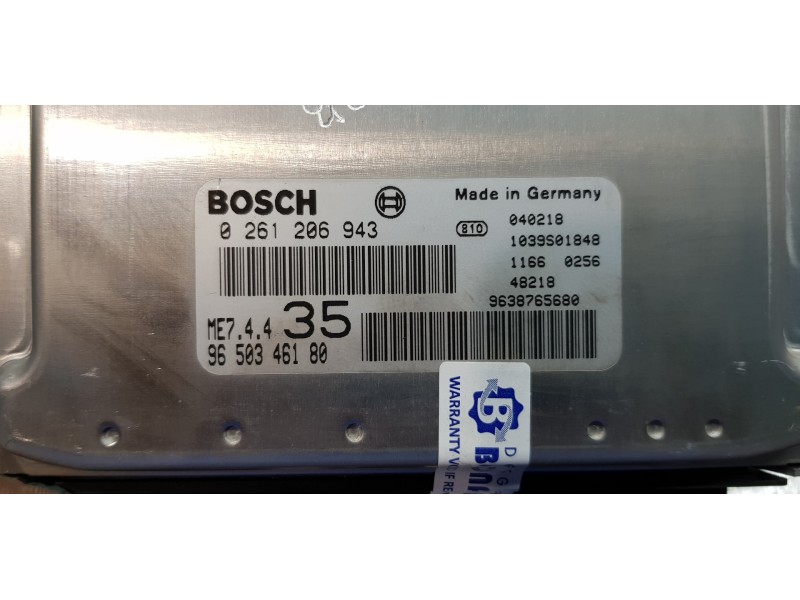 BOSCH
Made in Germany
0 261 206 943
810
040218
1039S01848
1166 0256
48218
9638765680
ME7.4.4 35
96 503 461 80
B
WARRANTY